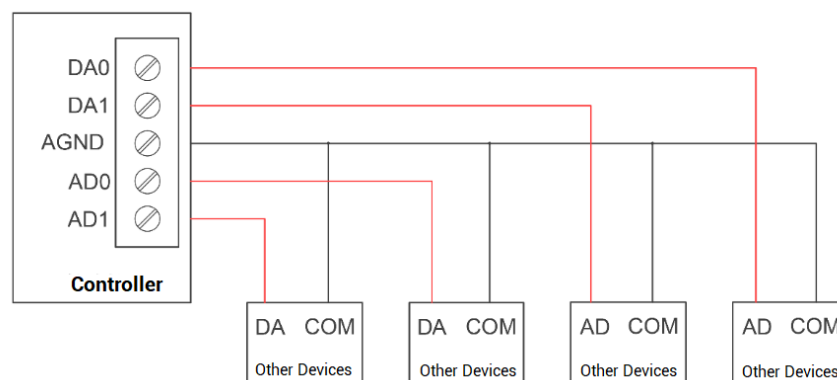 DA0
DA1
AGND
AD0
AD1
Controller
DA COM
Other Devices
DA COM
Other Devices
AD COM
Other Devices
AD COM
Other Devices